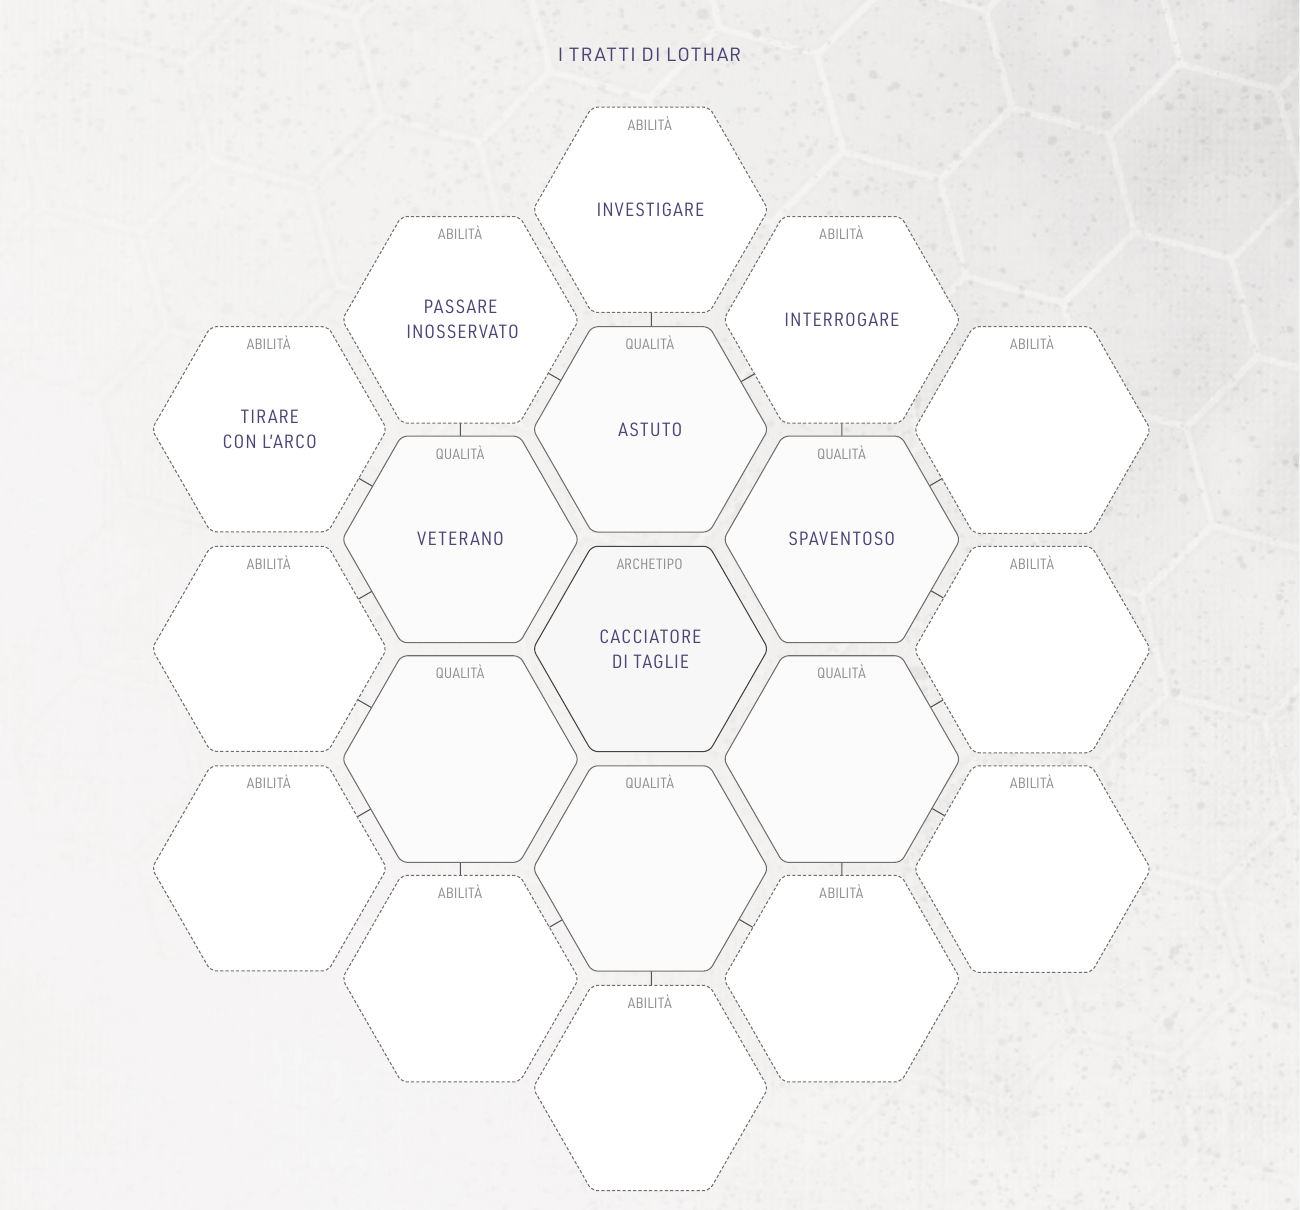 I TRATTI DI LOTHAR
ABILITÀ
INVESTIGARE
ABILITÀ
PASSARE
INOSSERVATO
ABILITÀ
INTERROGARE
ABILITÀ
TIRARE
CON L'ARCO
QUALITÀ
ASTUTO
ABILITÀ
QUALITÀ
VETERANO
QUALITÀ
SPAVENTOSO
ABILITÀ
ARCHETIPO
CACCIATORE
DI TAGLIE
ABILITÀ
QUALITÀ
QUALITÀ
ABILITÀ
QUALITÀ
ABILITÀ
ABILITÀ
ABILITÀ
ABILITÀ